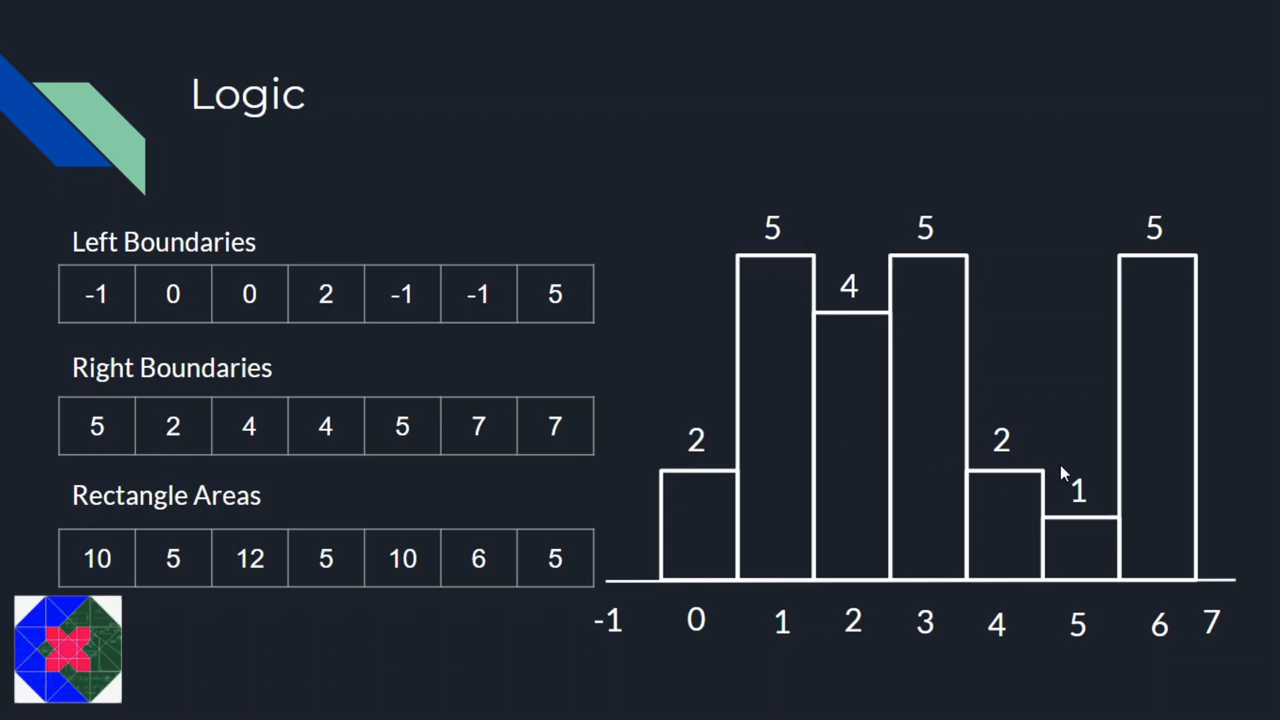 Logic
Left Boundaries
-1 0 0 2 -1 -1 5
Right Boundaries
5 2 4 4 5 7 7
Rectangle Areas
10 5 12 5 10 6 5
5 5 5
4
2 2
1
-1 0 1 2 3 4 5 6 7